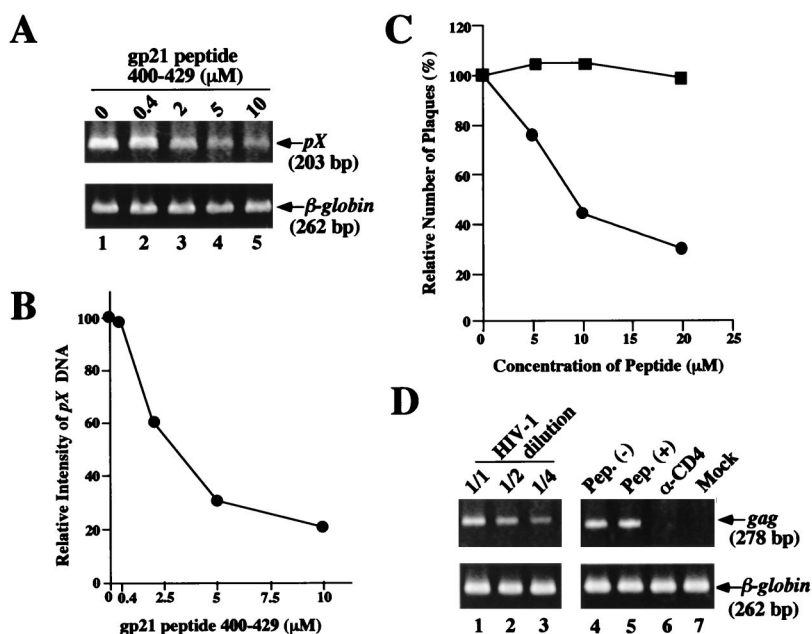 A
gp21 peptide
400-429 (μM)
0 0.4 2 5 10
pX
(203 bp)
β-globin
(262 bp)
1 2 3 4 5
B
Relative Intensity of pX DNA
100
80
60
40
20
0
0 0.4 2.5 5 7.5 10
gp21 peptide 400-429 (μM)
C
Relative Number of Plaques (%)
120
100
80
60
40
20
0
0 5 10 15 20 25
Concentration of Peptide (μM)
D
HIV-1
dilution
1/1 1/2 1/4
Pep. (-) Pep. (+) α-CD4 Mock
gag
(278 bp)
β-globin
(262 bp)
1 2 3 4 5 6 7